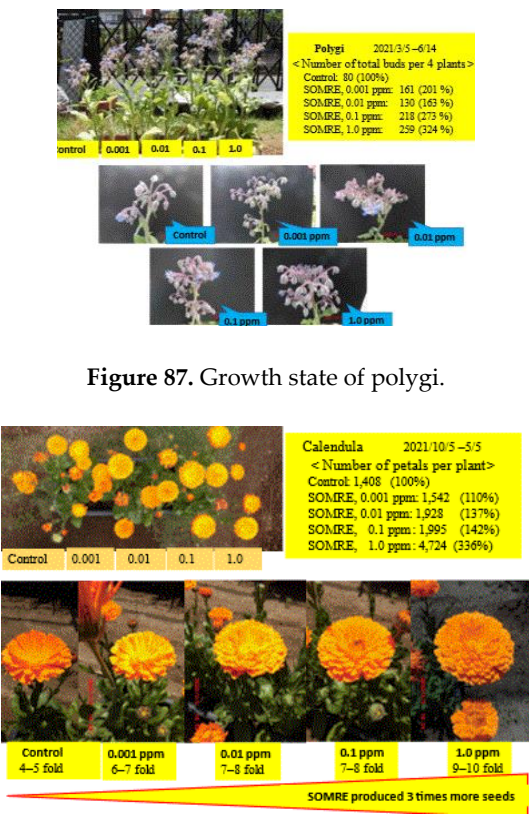 Polygi 2021/3/5 –6/14
< Number of total buds per 4 plants>
Control: 80 (100%)
SOMRE, 0.001 ppm: 161 (201 %)
SOMRE, 0.01 ppm: 130 (163 %)
SOMRE, 0.1 ppm: 218 (273 %)
SOMRE, 1.0 ppm: 259 (324 %)
ontrol 0.001 0.01 0.1 1.0
Control 0.001 ppm 0.01 ppm
0.1 ppm 1.0 ppm
Figure 87. Growth state of polygi.
Calendula 2021/10/5 –5/5
< Number of petals per plant>
Control: 1,408 (100%)
SOMRE, 0.001 ppm: 1,542 (110%)
SOMRE, 0.01 ppm: 1,928 (137%)
SOMRE, 0.1 ppm: 1,995 (142%)
SOMRE, 1.0 ppm: 4,724 (336%)
Control 0.001 0.01 0.1 1.0
Control 0.001 ppm 0.01 ppm 0.1 ppm 1.0 ppm
4–5 fold 6–7 fold 7–8 fold 7–8 fold 9–10 fold
SOMRE produced 3 times more seeds